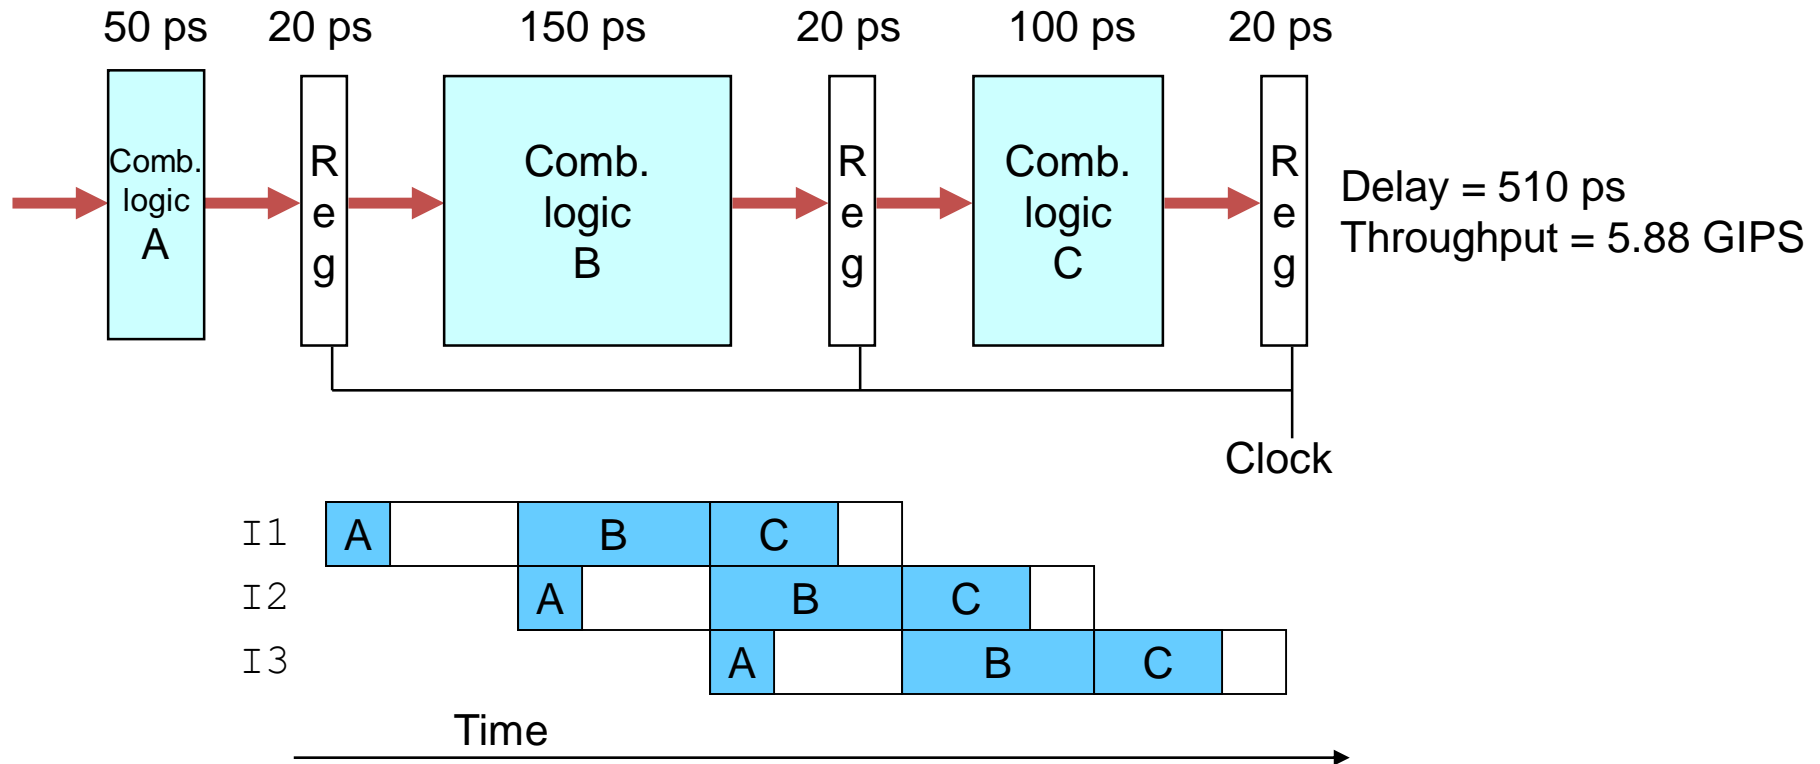 50 ps 20 ps 150 ps 20 ps 100 ps 20 ps
Comb.
logic
A
R
e
g
Comb.
logic
B
R
e
g
Comb.
logic
C
R
e
g
Delay = 510 ps
Throughput = 5.88 GIPS
Clock
I1 A B C
I2 A B C
I3 A B C
Time